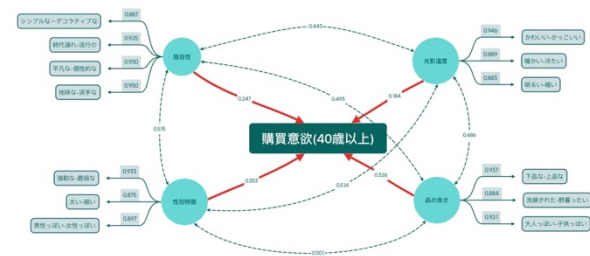 シンプルな-デコラティブな
0.887
時代遅れ-流行の
0.925
平凡な-個性的な
0.930
地味な-派手な
0.950
独自性
0.443
光影温度
0.946
かわいい-かっこいい
0.889
暖かい-冷たい
0.885
明るい-暗い
0.247
0.184
0.493
0.515
0.486
購買意欲(40歳以上)
0.353
0.326
0.514
強靭な-脆弱な
0.933
太い-細い
0.875
男性っぽい-女性っぽい
0.897
性別特徴
品の良さ
0.937
下品な-上品な
0.884
洗練された-野暮ったい
0.921
大人っぽい-子供っぽい
0.501